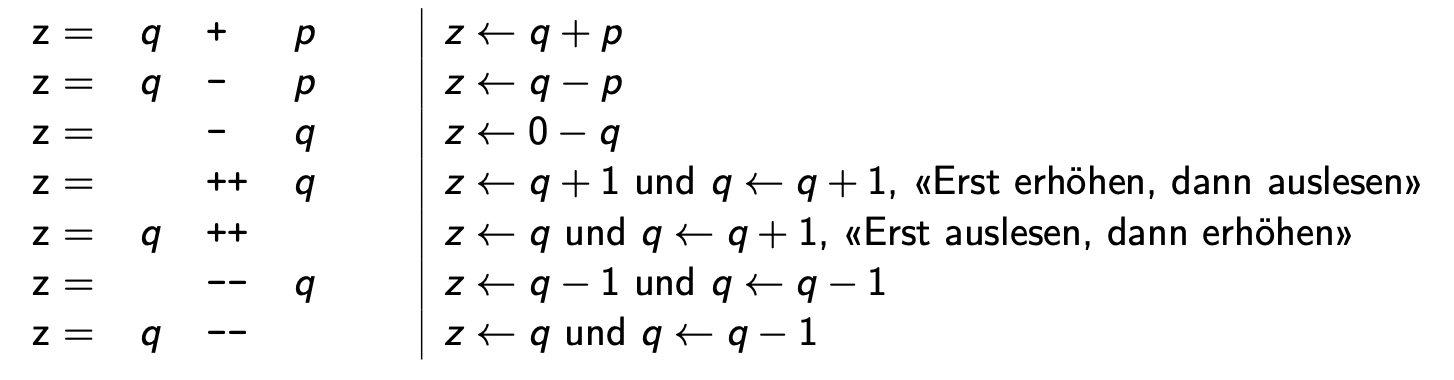 z = q + p z ← q + p
z = q - p z ← q − p
z = - q z ← 0 − q
z = ++ q z ← q + 1 und q ← q + 1, «Erst erhöhen, dann auslesen»
z = q ++ z ← q und q ← q + 1, «Erst auslesen, dann erhöhen»
z = -- q z ← q − 1 und q ← q − 1
z = q -- z ← q und q ← q − 1